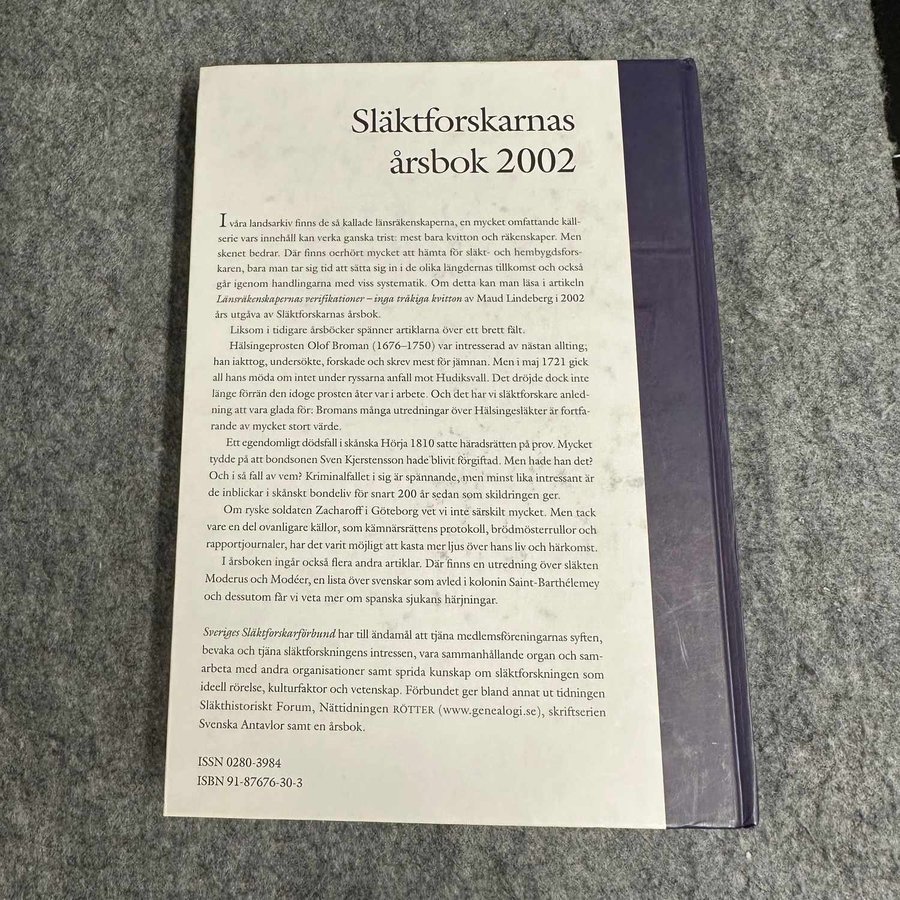 Släktforskarnas
årsbok 2002
I våra landsarkiv finns de så kallade länsräkenskaperna, en mycket omfattande käll-
serie vars innehåll kan verka ganska trist: mest bara kvitton och räkenskaper. Men
skenet bedrar. Där finns oerhört mycket att hämta för släkt- och hembygdsfors-
karen, bara man tar sig tid att sätta sig in i de olika längdernas tillkomst och också
går igenom handlingarna med viss systematik. Om detta kan man läsa i artikeln
Länsräkenskapernas verifikationer – inga tråkiga kvitton av Maud Lindeberg i 2002
års utgåva av Släktforskarnas årsbok.
Liksom i tidigare årsböcker spänner artiklarna över ett brett fält.
Hälsingeprosten Olof Broman (1676–1750) var intresserad av nästan allting;
han iakttog, undersökte, forskade och skrev mest för jämnan. Men i maj 1721 gick
all hans möda om intet under ryssarna anfall mot Hudiksvall. Det dröjde dock inte
länge förrän den idoge prosten åter var i arbete. Och det har vi släktforskare anled-
ning att vara glada för: Bromans många utredningar över Hälsingesläkter är fortfa-
rande av mycket stort värde.
Ett egendomligt dödsfall i skånska Hörja 1810 satte häradsrätten på prov. Mycket
tydde på att bondsonen Sven Kjerstensson hade blivit förgiftad. Men hade han det?
Och i så fall av vem? Kriminalfallet i sig är spännande, men minst lika intressant är
de inblickar i skånskt bondeliv för snart 200 år sedan som skildringen ger.
Om ryske soldaten Zacharoff i Göteborg vet vi inte särskilt mycket. Men tack
vare en del ovanligare källor, som kämnärsrättens protokoll, brödmösterrullor och
rapportjournaler, har det varit möjligt att kasta mer ljus över hans liv och härkomst.
I årsboken ingår också flera andra artiklar. Där finns en utredning över släkten
Moderus och Modéer, en lista över svenskar som avled i kolonin Saint-Barthélemey
och dessutom får vi veta mer om spanska sjukans härjningar.
Sveriges Släktforskarförbund har till ändamål att tjäna medlemsföreningarnas syften,
bevaka och tjäna släktforskningens intressen, vara sammanhållande organ och sam-
arbeta med andra organisationer samt sprida kunskap om släktforskningen som
ideell rörelse, kulturfaktor och vetenskap. Förbundet ger bland annat ut tidningen
Släkthistoriskt Forum, Nättidningen RÖTTER (www.genealogi.se), skriftserien
Svenska Antavlor samt en årsbok.
ISSN 0280-3984
ISBN 91-87676-30-3